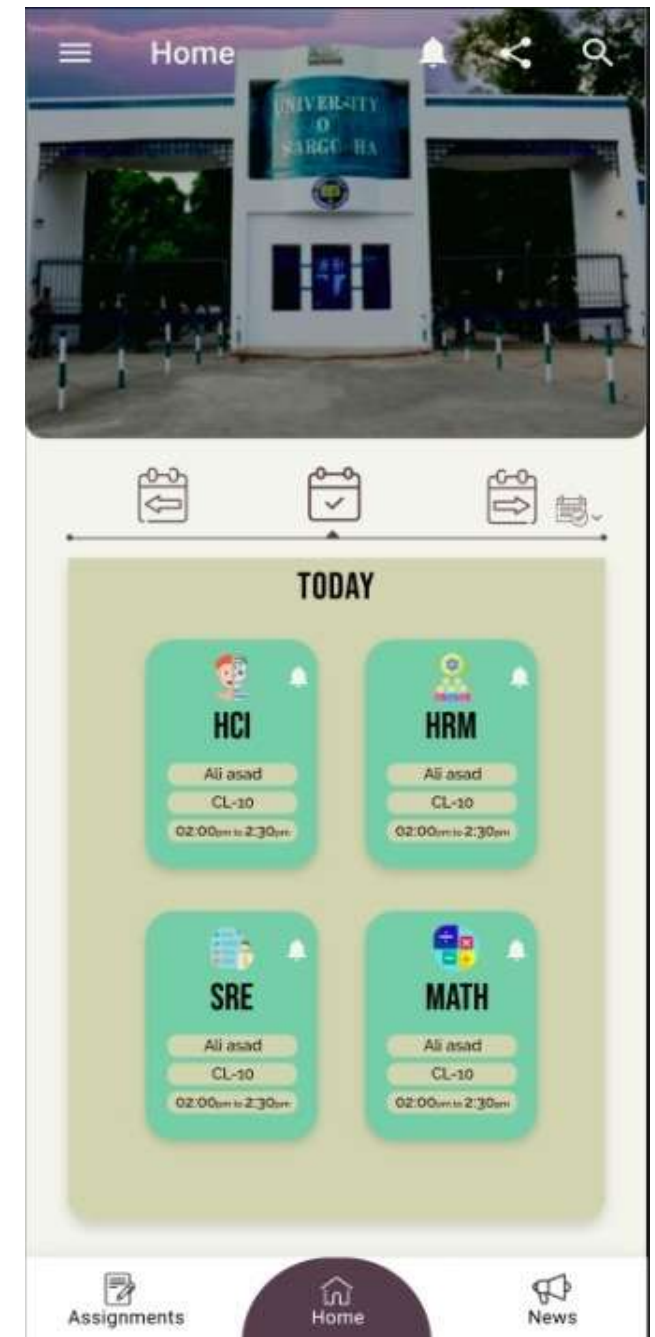 Home
UNIVERSITY
O
SARGO HA
TODAY
HCI
Ali asad
CL-10
02:00pm to 2:30pm
HRM
Ali asad
CL-10
02:00pm to 2:30pm
SRE
Ali asad
CL-10
02:00pm to 2:30pm
MATH
Ali asad
CL-10
02:00pm to 2:30pm
Assignments
Home
News